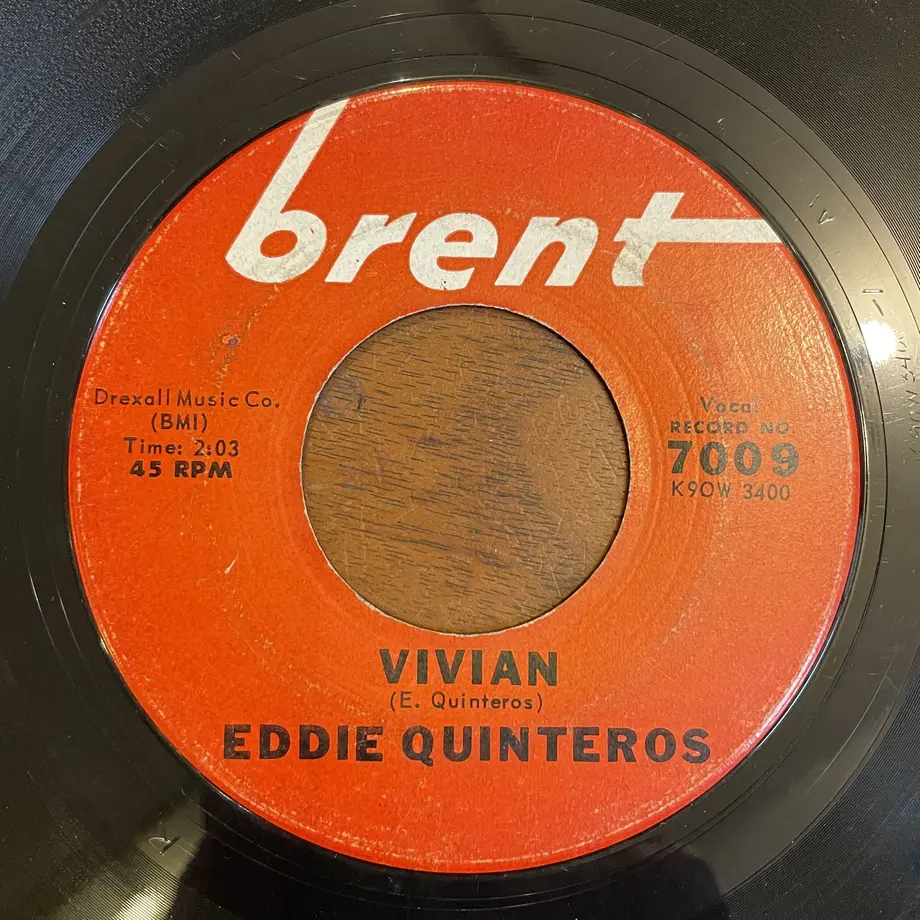 brent
Drexall Music Co.
(BMI)
Time: 2:03
45 RPM
Vocal
RECORD NO.
7009
K9OW 3400
VIVIAN
(E. Quinteros)
EDDIE QUINTEROS